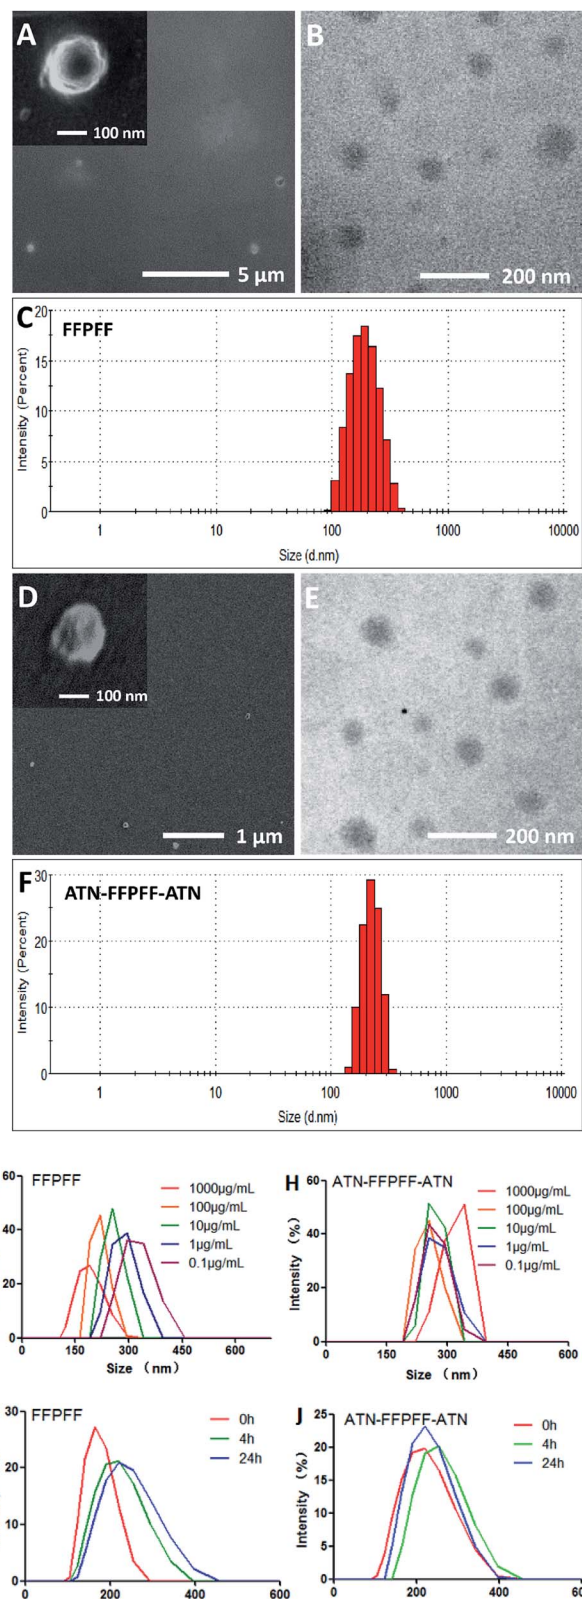 A
100 nm
5 µm
B
200 nm
C
FFPFF
Intensity (Percent)
20
15
10
5
0
1 10 100 1000 10000
Size (d.nm)
D
100 nm
1 µm
E
200 nm
F
ATN-FFPFF-ATN
Intensity (Percent)
30
20
10
0
1 10 100 1000 10000
Size (d.nm)
FFPFF
60
40
20
0
0 150 300 450 600
Size (nm)
1000µg/mL
100µg/mL
10µg/mL
1µg/mL
0.1µg/mL
H
ATN-FFPFF-ATN
Intensity (%)
60
40
20
0
0 150 300 450 600
Size (nm)
1000µg/mL
100µg/mL
10µg/mL
1µg/mL
0.1µg/mL
FFPFF
30
20
10
0
0 200 400 600
0h
4h
24h
J
ATN-FFPFF-ATN
Intensity (%)
25
20
15
10
5
0
0 200 400
0h
4h
24h